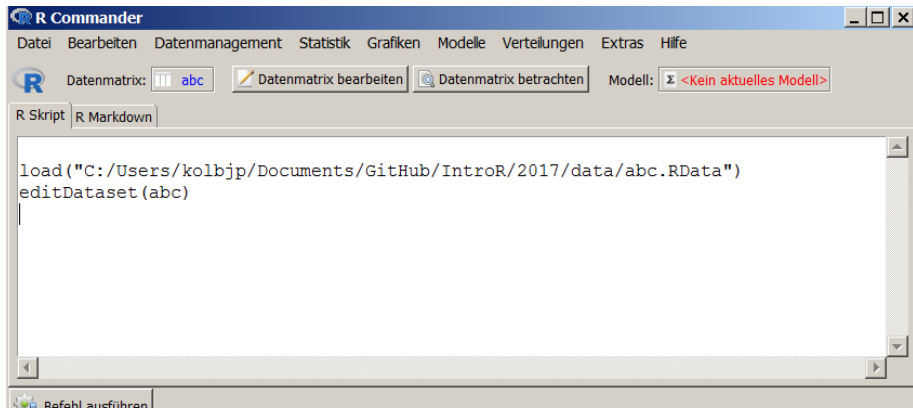 R Commander
Datei Bearbeiten Datenmanagement Statistik Grafiken Modelle Verteilungen Extras Hilfe
R Datenmatrix: abc Datenmatrix bearbeiten Datenmatrix betrachten Modell: Σ <Kein aktuelles Modell>
R Skript R Markdown
load("C:/Users/kolbjp/Documents/GitHub/IntroR/2017/data/abc.RData")
editDataset(abc)
Befehl ausführen